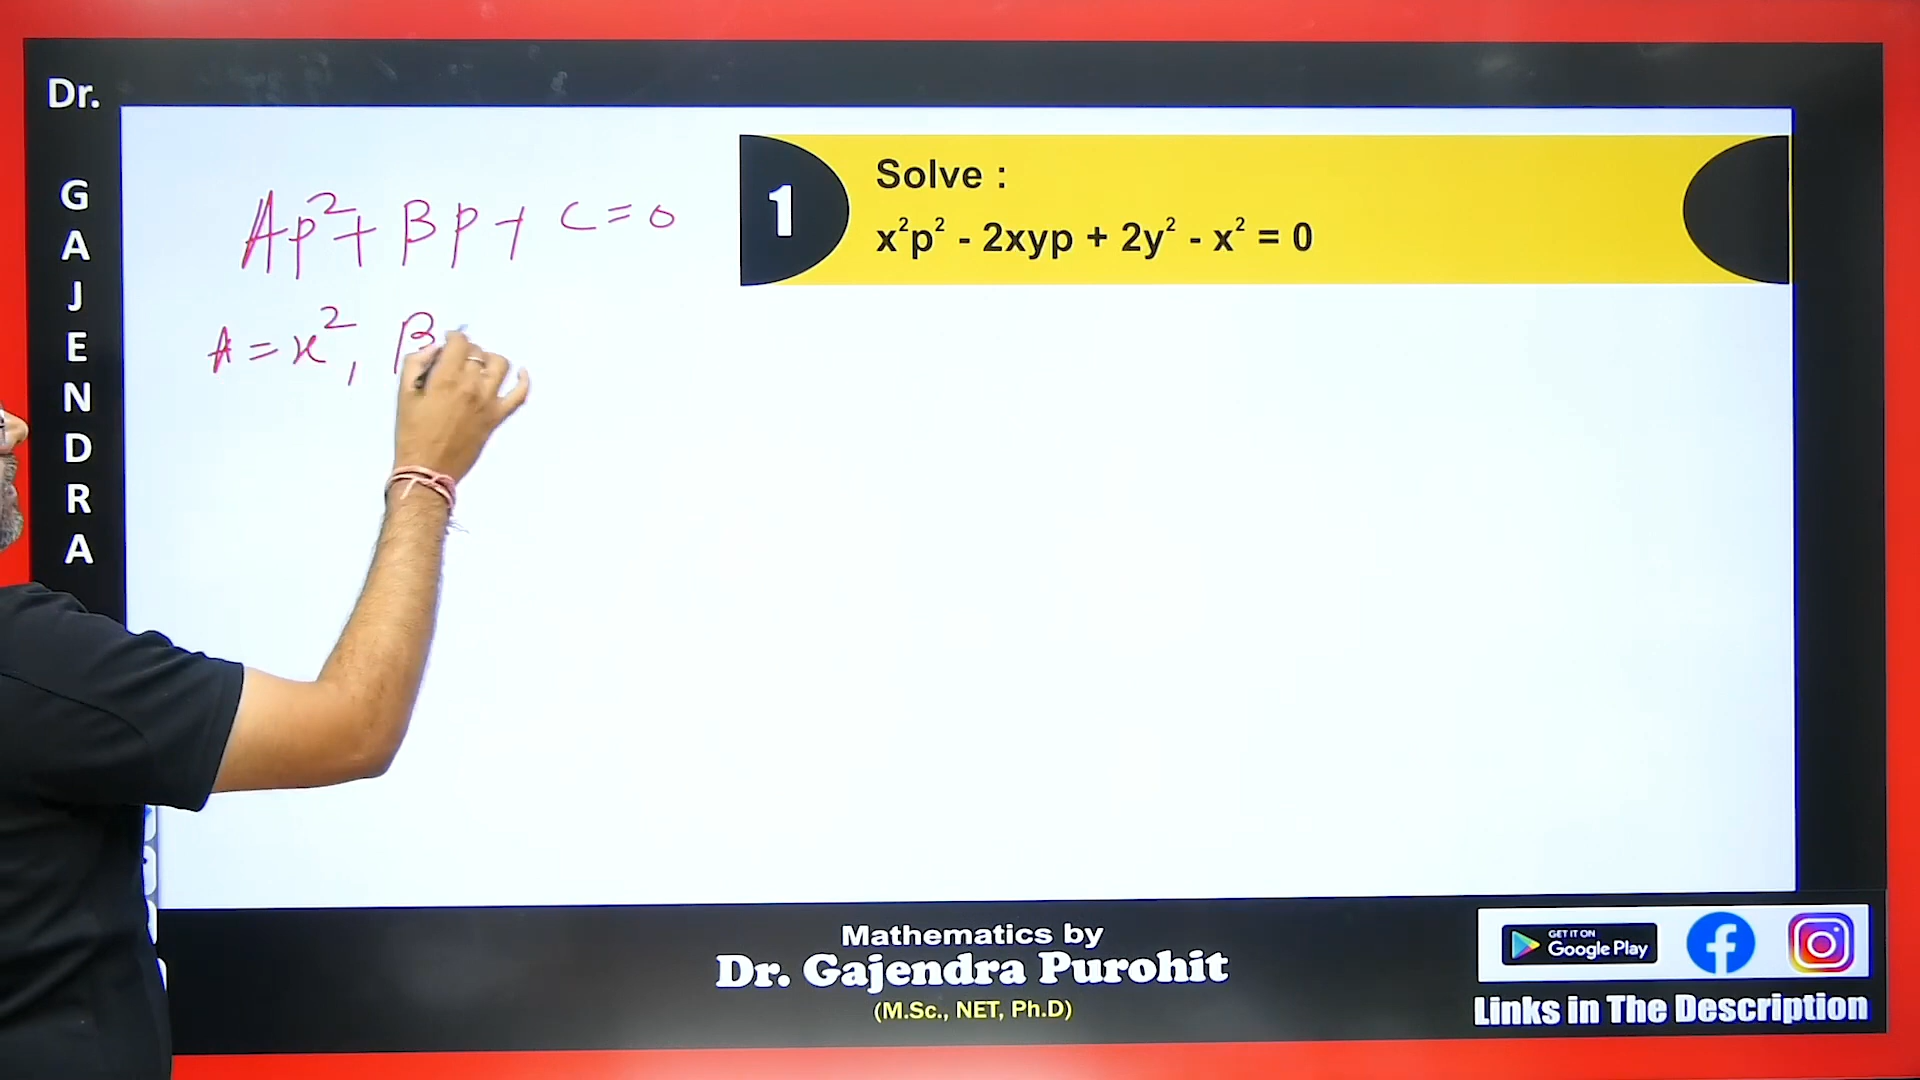 Dr.
GAJENDRA
Ap² + Bp + C = 0
A = x², B
1
Solve :
x²p² - 2xyp + 2y² - x² = 0
Mathematics by
Dr. Gajendra Purohit
(M.Sc., NET, Ph.D)
GET IT ON
Google Play
Links in The Description